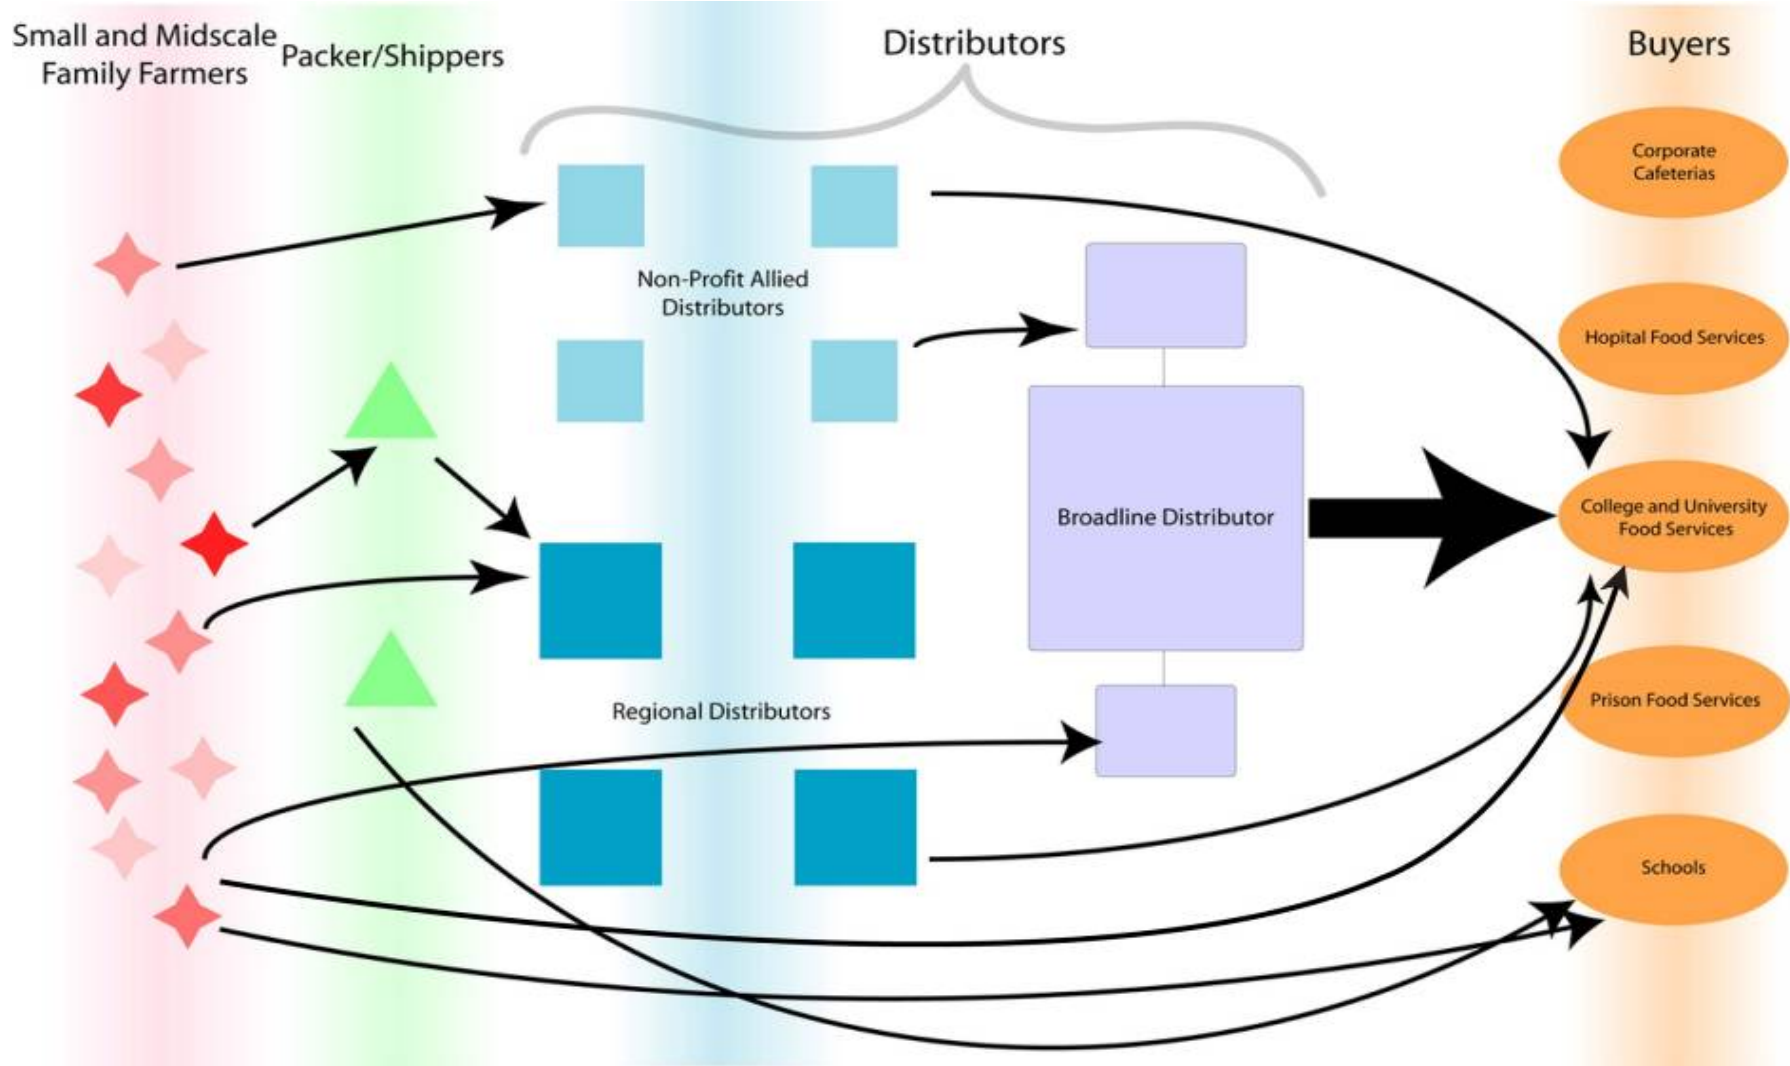 Small and Midscale
Family Farmers
Packer/Shippers
Distributors
Buyers
Corporate
Cafeterias
Non-Profit Allied
Distributors
Hopital Food Services
Broadline Distributor
College and University
Food Services
Regional Distributors
Prison Food Services
Schools